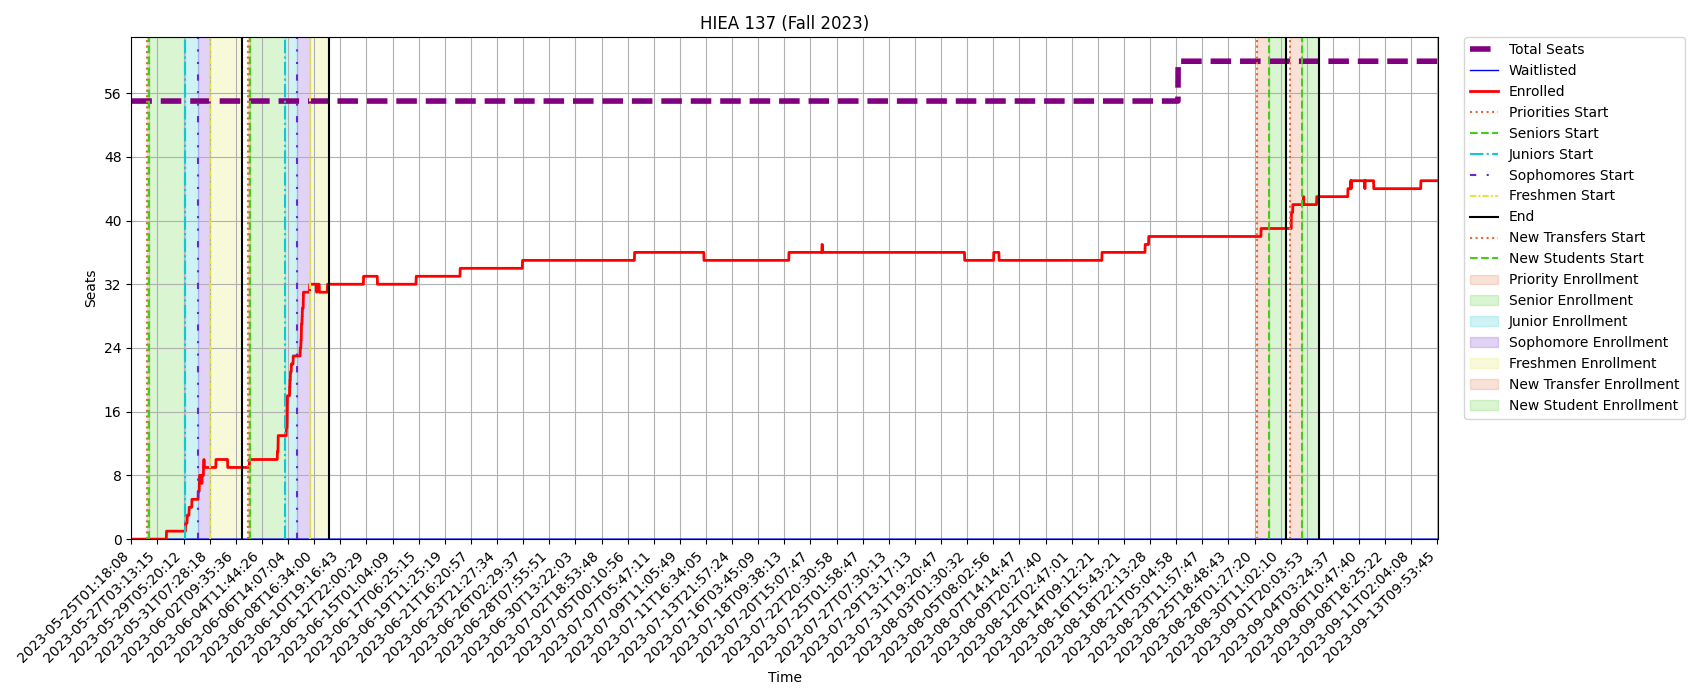 HIEA 137 (Fall 2023)
Seats
56
48
40
32
24
16
8
0
2023-05-25T01:18:08
2023-05-27T03:13:15
2023-05-29T05:20:12
2023-05-31T07:28:18
2023-06-02T09:35:36
2023-06-04T11:44:26
2023-06-06T14:07:04
2023-06-08T16:34:00
2023-06-10T19:16:43
2023-06-12T22:00:29
2023-06-15T01:04:09
2023-06-17T06:25:15
2023-06-19T11:25:19
2023-06-21T16:20:57
2023-06-23T21:27:34
2023-06-26T02:29:37
2023-06-28T07:55:51
2023-06-30T13:22:03
2023-07-02T18:53:48
2023-07-05T00:10:56
2023-07-07T05:47:11
2023-07-09T11:05:49
2023-07-11T16:34:05
2023-07-13T21:57:24
2023-07-16T03:45:09
2023-07-18T09:38:13
2023-07-20T15:07:47
2023-07-22T20:30:58
2023-07-25T01:58:47
2023-07-27T07:30:13
2023-07-29T13:17:13
2023-07-31T19:20:47
2023-08-03T01:30:32
2023-08-05T08:02:56
2023-08-07T14:14:47
2023-08-09T20:27:40
2023-08-12T02:47:01
2023-08-14T09:12:21
2023-08-16T15:43:21
2023-08-18T22:13:28
2023-08-21T05:04:58
2023-08-23T11:57:47
2023-08-25T18:48:43
2023-08-28T01:27:20
2023-08-30T11:02:10
2023-09-01T20:03:53
2023-09-04T03:24:37
2023-09-06T10:47:40
2023-09-08T18:25:22
2023-09-11T02:04:08
2023-09-13T09:53:45
Time
Total Seats
Waitlisted
Enrolled
Priorities Start
Seniors Start
Juniors Start
Sophomores Start
Freshmen Start
End
New Transfers Start
New Students Start
Priority Enrollment
Senior Enrollment
Junior Enrollment
Sophomore Enrollment
Freshmen Enrollment
New Transfer Enrollment
New Student Enrollment